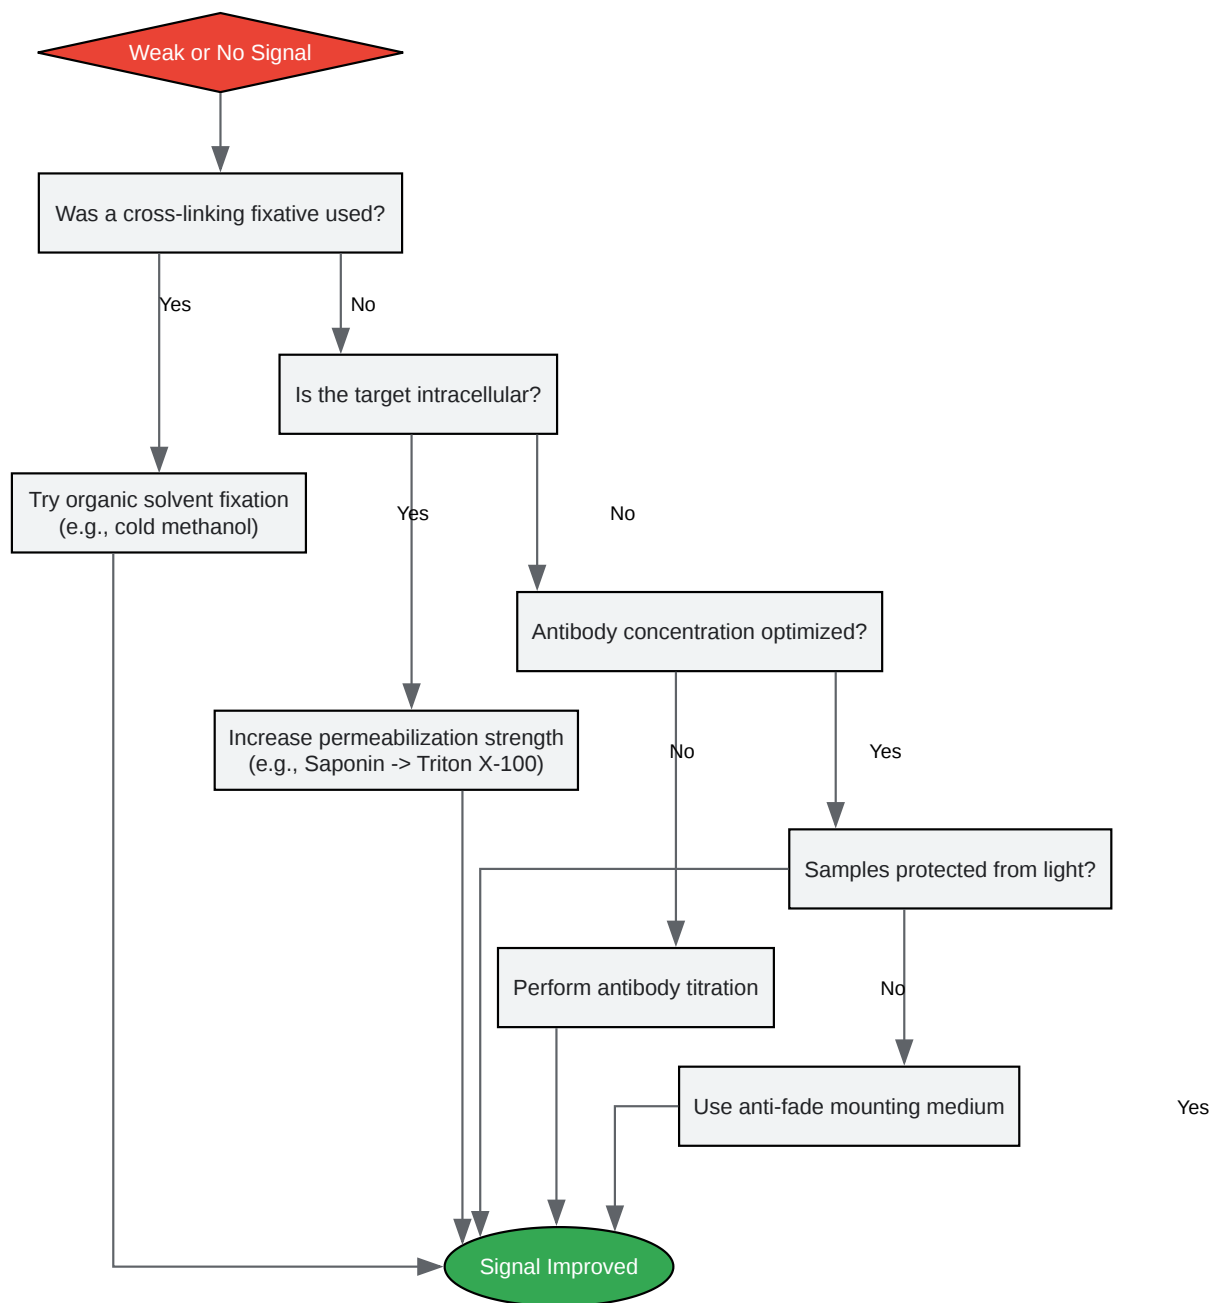 Weak or No Signal
Was a cross-linking fixative used?
Yes
No
Is the target intracellular?
Try organic solvent fixation
(e.g., cold methanol)
Yes
No
Antibody concentration optimized?
Increase permeabilization strength
(e.g., Saponin -> Triton X-100)
No
Yes
Samples protected from light?
Perform antibody titration
No
Use anti-fade mounting medium
Yes
Signal Improved